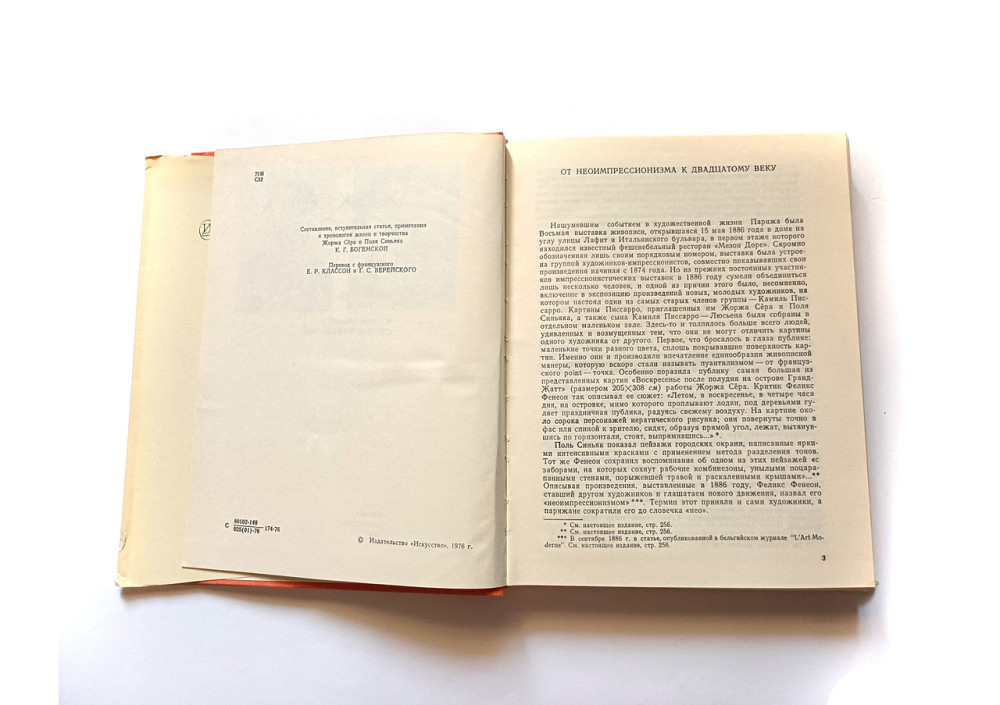 И
75И
С32
Составление, вступительная статья, примечания
и хронология жизни и творчества
Жоржа Сёра и Поля Синьяка
К. Г. БОГЕМСКОЙ
Перевод с французского
Е. Р. КЛАССОН и Г. С. ВЕРЕЙСКОГО
С 80102-149
025(01)-76 174-76
© Издательство «Искусство», 1976 г.
ОТ НЕОИМПРЕССИОНИЗМА К ДВАДЦАТОМУ ВЕКУ
Нашумевшим событием в художественной жизни Парижа была
Восьмая выставка живописи, открывшаяся 15 мая 1886 года в доме на
углу улицы Лафит и Итальянского бульвара, в первом этаже которого
находился известный фешенебельный ресторан «Мезон Доре». Скромно
обозначенная лишь своим порядковым номером, выставка была устрое-
на группой художников-импрессионистов, совместно показывавших свои
произведения начиная с 1874 года. Но из прежних постоянных участни-
ков импрессионистических выставок в 1886 году сумели объединиться
лишь несколько человек, и одной из причин этого было, несомненно,
включение в экспозицию произведений новых, молодых художников, на
котором настоял один из самых старых членов группы — Камиль Пис-
сарро. Картины Писсарро, приглашенных им Жоржа Сёра и Поля
Синьяка, а также сына Камиля Писсарро — Люсьена были собраны в
отдельном маленьком зале. Здесь-то и толпилось больше всего людей,
удивленных и возмущенных тем, что они не могут отличить картины
одного художника от другого. Первое, что бросалось в глаза публике:
маленькие точки разного цвета, сплошь покрывавшие поверхность кар-
тин. Именно они и производили впечатление единообразия живописной
манеры, которую вскоре стали называть пуантилизмом — от француз-
ского point — точка. Особенно поразила публику самая большая из
представленных картин «Воскресенье после полудня на острове Гранд-
Жатт» (размером 205×308 см) работы Жоржа Сёра. Критик Феликс
Фенеон так описывал ее сюжет: «Летом, в воскресенье, в четыре часа
дня, на островке, мимо которого проплывают лодки, под деревьями гу-
ляет праздничная публика, радуясь свежему воздуху. На картине око-
ло сорока персонажей иератического рисунка; они повернуты точно в
фас или спиной к зрителю, сидят, образуя прямой угол, лежат, вытянув-
шись по горизонтали, стоят, выпрямившись...» *.
Поль Синьяк показал пейзажи городских окраин, написанные ярки-
ми интенсивными красками с применением метода разделения тонов.
Тот же Фенеон сохранил воспоминание об одном из этих пейзажей «с
заборами, на которых сохнут рабочие комбинезоны, унылыми поцара-
панными стенами, порыжевшей травой и раскаленными крышами»...**
Описывая произведения, выставленные в 1886 году, Феликс Фенеон,
ставший другом художников и глашатаем нового движения, назвал его
«неоимпрессионизмом» ***. Термин этот приняли и сами художники, а
парижане сократили его до словечка «нео».
* См. настоящее издание, стр. 256.
** См. настоящее издание, стр. 256.
*** В сентябре 1886 г. в статье, опубликованной в бельгийском журнале "L'Art Mo-
derne". См. настоящее издание, стр. 256
3